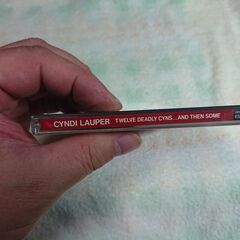 CYNDI LAUPER TWELVE DEADLY CYNS...AND THEN SOME